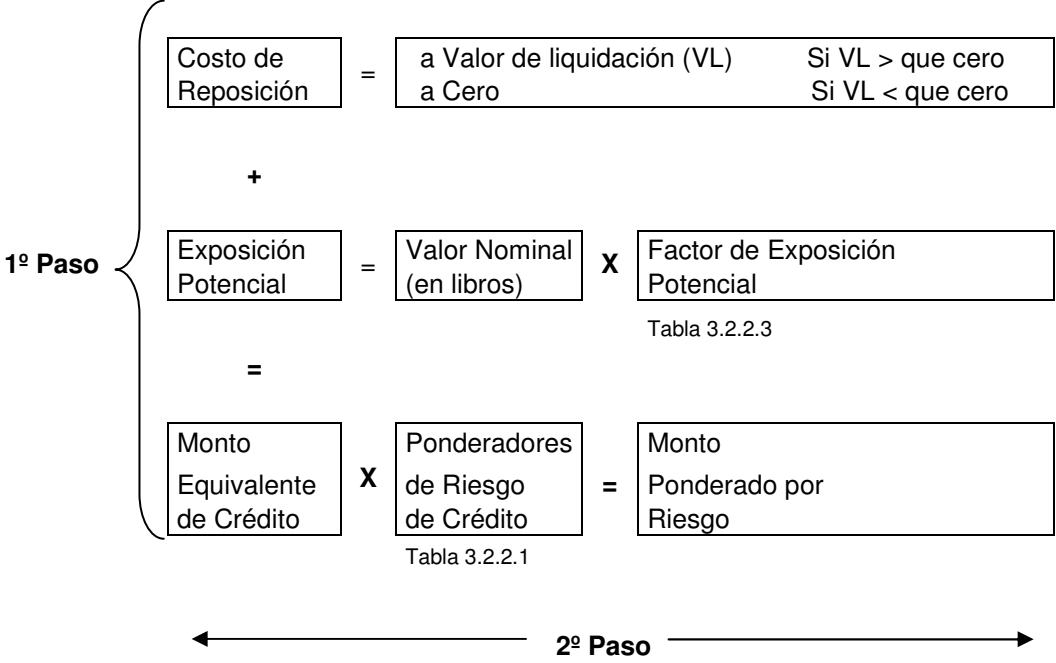 Costo de
Reposición
=
a Valor de liquidación (VL) Si VL > que cero
a Cero Si VL < que cero
+
1º Paso
Exposición
Potencial
=
Valor Nominal
(en libros)
X
Factor de Exposición
Potencial
Tabla 3.2.2.3
=
Monto
Equivalente
de Crédito
X
Ponderadores
de Riesgo
de Crédito
=
Monto
Ponderado por
Riesgo
Tabla 3.2.2.1
2º Paso